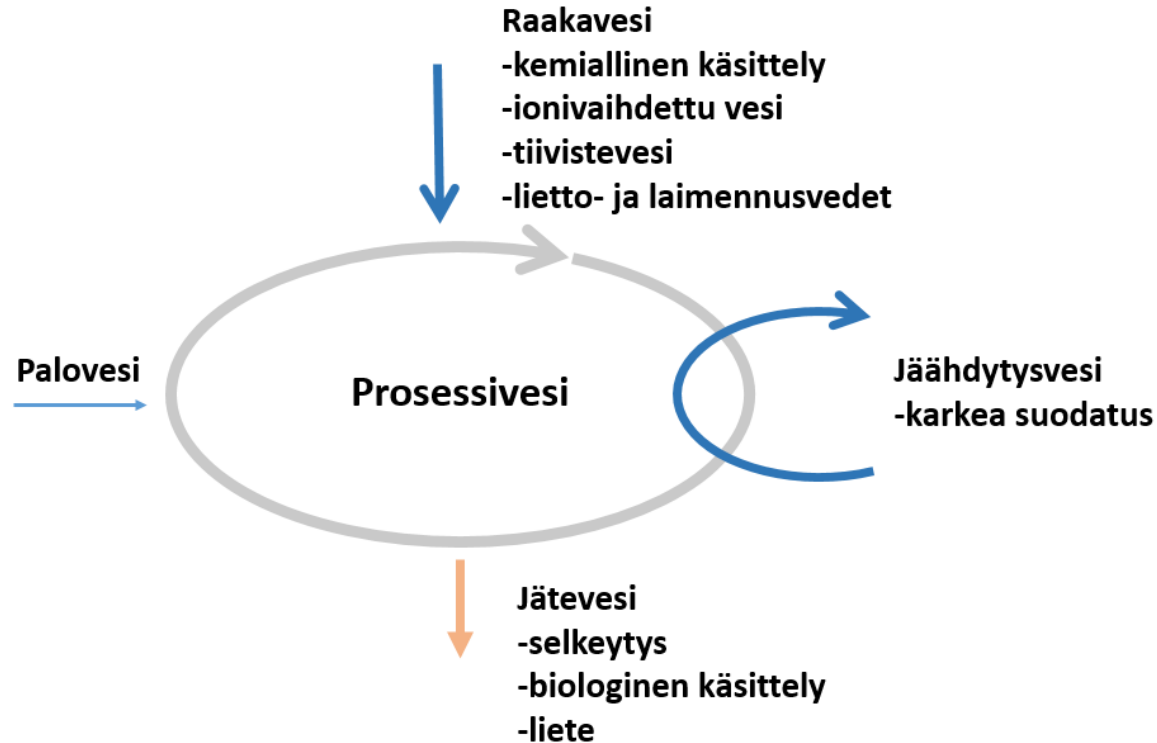 Raakavesi
-kemiallinen käsittely
-ionivaihdettu vesi
-tiivistevesi
-lietto- ja laimennusvedet
Palovesi
Prosessivesi
Jäähdytysvesi
-karkea suodatus
Jätevesi
-selkeytys
-biologinen käsittely
-liete